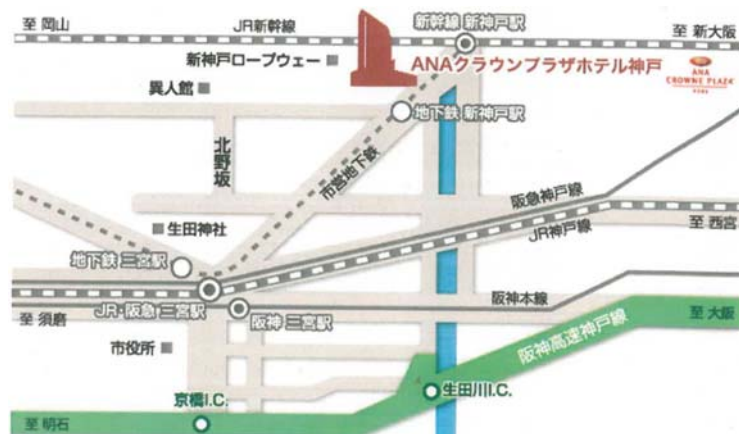 至 岡山
JR新幹線
新幹線 新神戸駅
至 新大阪
新神戸ロープウェー
ANAクラウンプラザホテル神戸
ANA
CROWNE PLAZA
KOBE
異人館
地下鉄 新神戸駅
北野坂
市営地下鉄
阪急神戸線
JR神戸線
生田神社
至 西宮
地下鉄 三宮駅
JR・阪急 三宮駅
阪神 三宮駅
阪神本線
至 須磨
至 大阪
市役所
阪神高速神戸線
生田川I.C.
京橋I.C.
至 明石